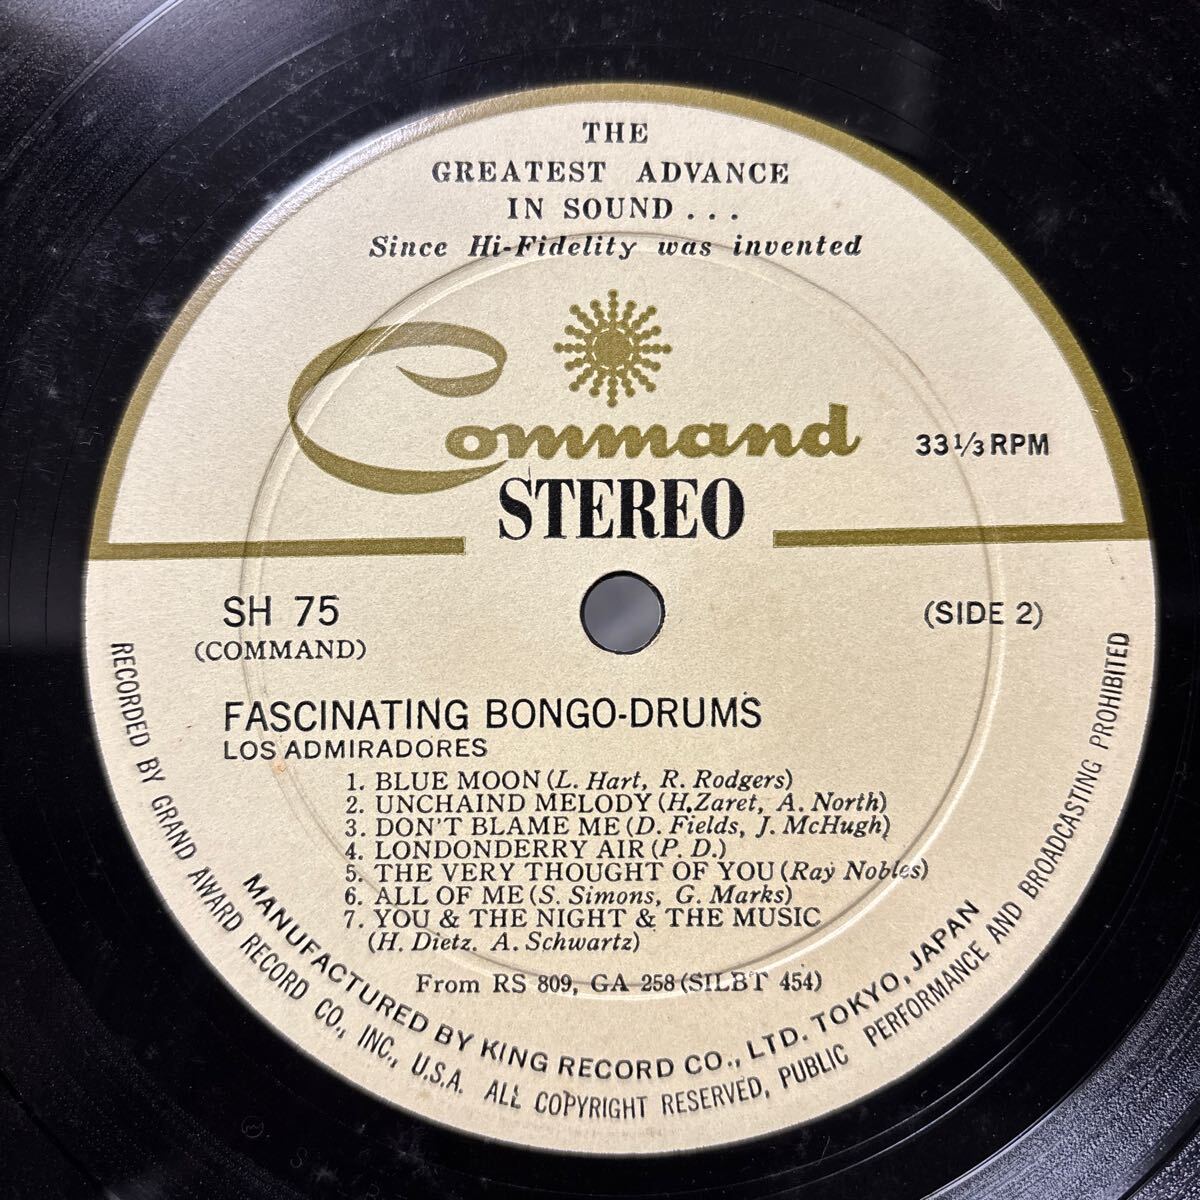 THE
GREATEST ADVANCE
IN SOUND...
Since Hi-Fidelity was invented
Command
33 1/3 RPM
STEREO
SH 75
(COMMAND)
(SIDE 2)
FASCINATING BONGO-DRUMS
LOS ADMIRADORES
1. BLUE MOON (L. Hart, R. Rodgers)
2. UNCHAIND MELODY (H. Zaret, A. North)
3. DON'T BLAME ME (D. Fields, J. McHugh)
4. LONDONDERRY AIR (P. D.)
5. THE VERY THOUGHT OF YOU (Ray Nobles)
6. ALL OF ME (S. Simons, G. Marks)
7. YOU & THE NIGHT & THE MUSIC
(H. Dietz. A. Schwartz)
From RS 809, GA 258 (SILBT 454)
MANUFACTURED BY KING RECORD CO., LTD. TOKYO, JAPAN
RECORDED BY GRAND AWARD RECORD CO., INC., U.S.A. ALL COPYRIGHT RESERVED, PUBLIC PERFORMANCE AND BROADCASTING PROHIBITED